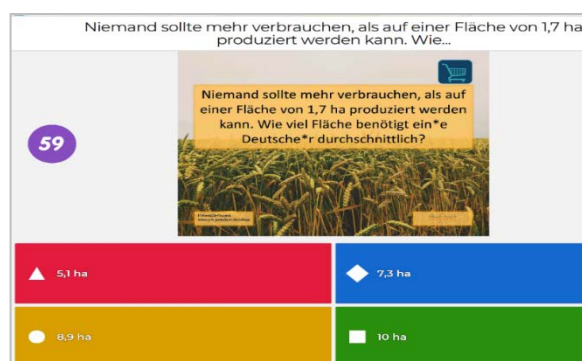 Niemand sollte mehr verbrauchen, als auf einer Fläche von 1,7 ha
produziert werden kann. Wie...
Niemand sollte mehr verbrauchen, als auf
einer Fläche von 1,7 ha produziert werden
kann. Wie viel Fläche benötigt ein*e
Deutsche*r durchschnittlich?
59
5,1 ha
7,3 ha
8,9 ha
10 ha